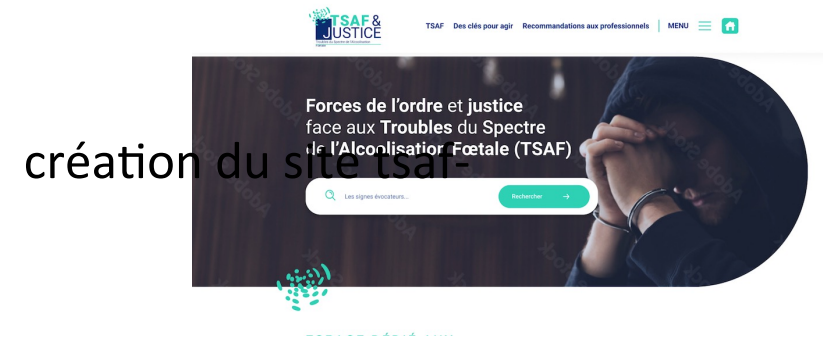 TSAF &
JUSTICE
TSAF Des clés pour agir Recommandations aux professionnels MENU
Forces de l'ordre et justice
face aux Troubles du Spectre
de l'Alcoolisation Fœtale (TSAF)
création du site tsaf-
Les signes évocateurs... Rechercher